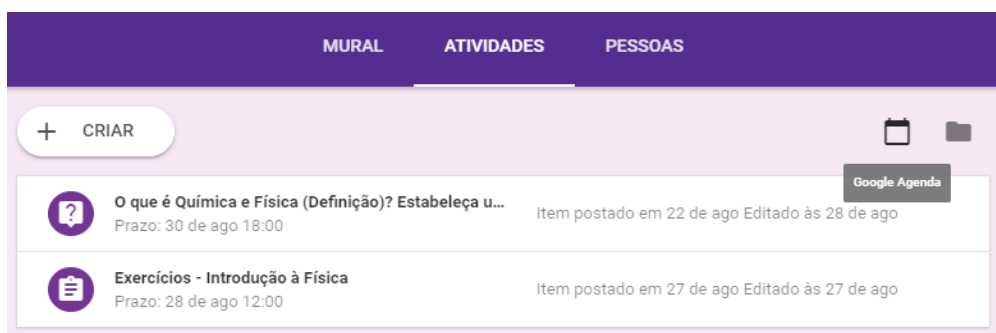 MURAL ATIVIDADES PESSOAS
+ CRIAR
Google Agenda
O que é Química e Física (Definição)? Estabeleça u...
Prazo: 30 de ago 18:00
Item postado em 22 de ago Editado às 28 de ago
Exercícios - Introdução à Física
Prazo: 28 de ago 12:00
Item postado em 27 de ago Editado às 27 de ago